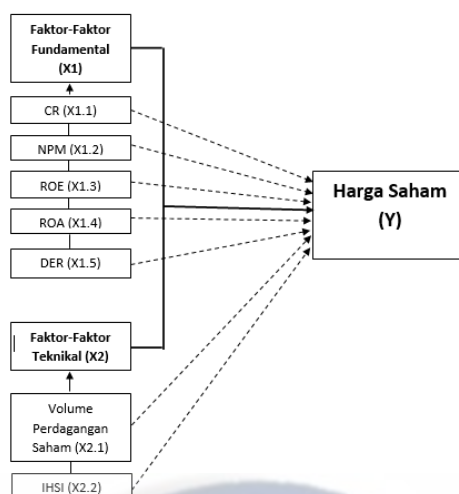 Faktor-Faktor
Fundamental
(X1)
CR (X1.1)
NPM (X1.2)
ROE (X1.3)
ROA (X1.4)
DER (X1.5)
Harga Saham
(Y)
Faktor-Faktor
Teknikal (X2)
Volume
Perdagangan
Saham (X2.1)
IHSI (X2.2)